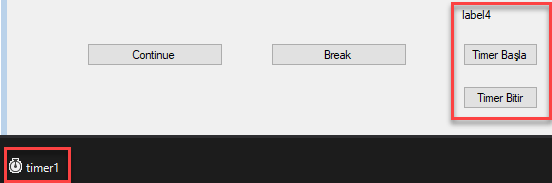 label4
Continue
Break
Timer Başla
Timer Bitir
timer1